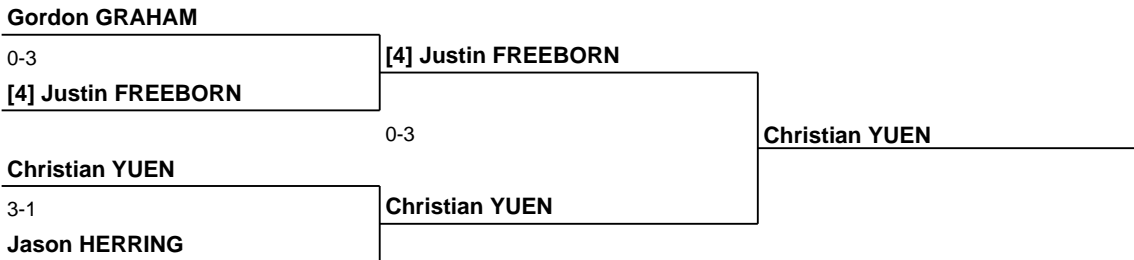 Gordon GRAHAM
0-3
[4] Justin FREEBORN
[4] Justin FREEBORN
0-3
Christian YUEN
Christian YUEN
3-1
Christian YUEN
Jason HERRING